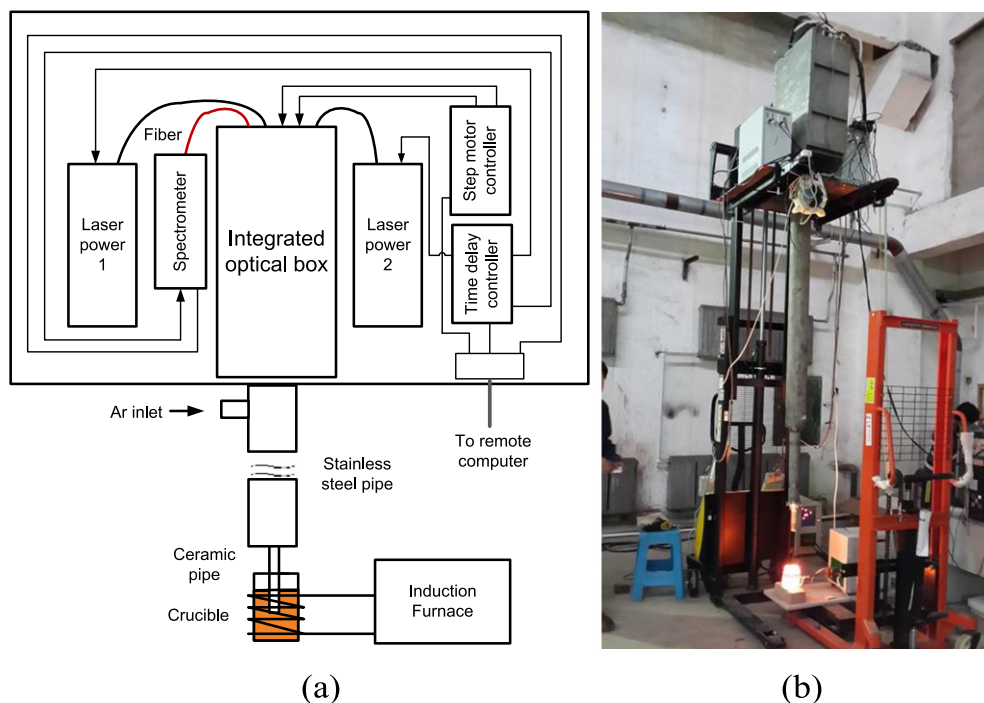 Fiber
Laser
power
1
Spectrometer
Integrated
optical box
Laser
power
2
Step motor
controller
Time delay
controller
Ar inlet
To remote
computer
Stainless
steel pipe
Ceramic
pipe
Crucible
Induction
Furnace
(a)
(b)